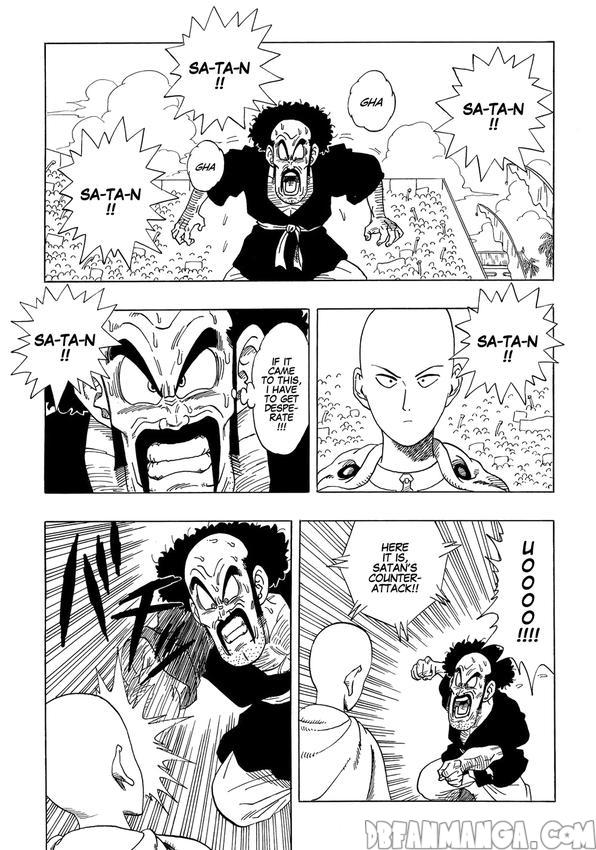 SA-TA-N
!!
GHA
SA-TA-N
!!
SA-TA-N
!!
GHA
SA-TA-N
!!
IF IT
CAME
TO THIS,
I HAVE
TO GET
DESPE-
RATE
!!!
SA-TA-N
!!
HERE
IT IS,
SATAN'S
COUNTER-
ATTACK!!
UOOOO
!!!!
DBFANMANGA.COM